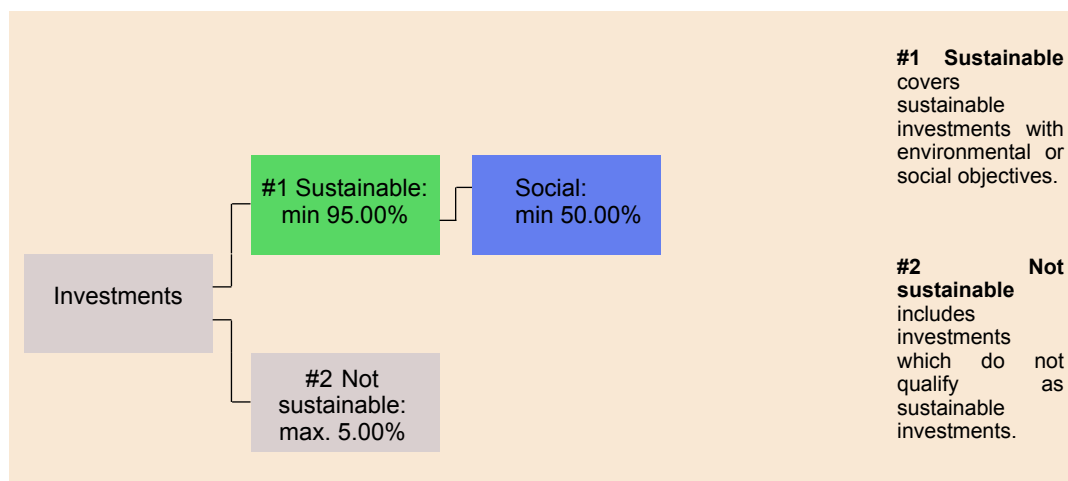 #1 Sustainable
covers
sustainable
investments with
environmental or
social objectives.
#1 Sustainable:
min 95.00%
Social:
min 50.00%
Investments
#2 Not
sustainable
includes
investments
which do not
qualify as
sustainable
investments.
#2 Not
sustainable:
max. 5.00%